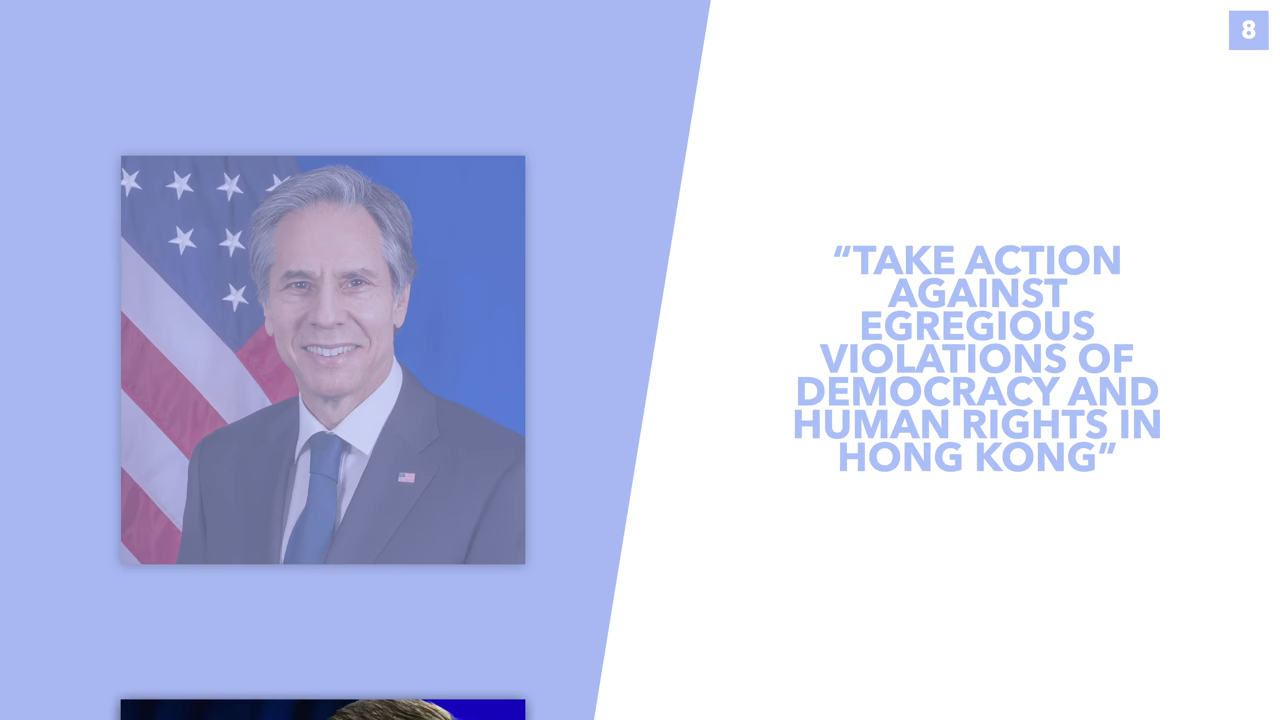 8
“TAKE ACTION
AGAINST
EGREGIOUS
VIOLATIONS OF
DEMOCRACY AND
HUMAN RIGHTS IN
HONG KONG”